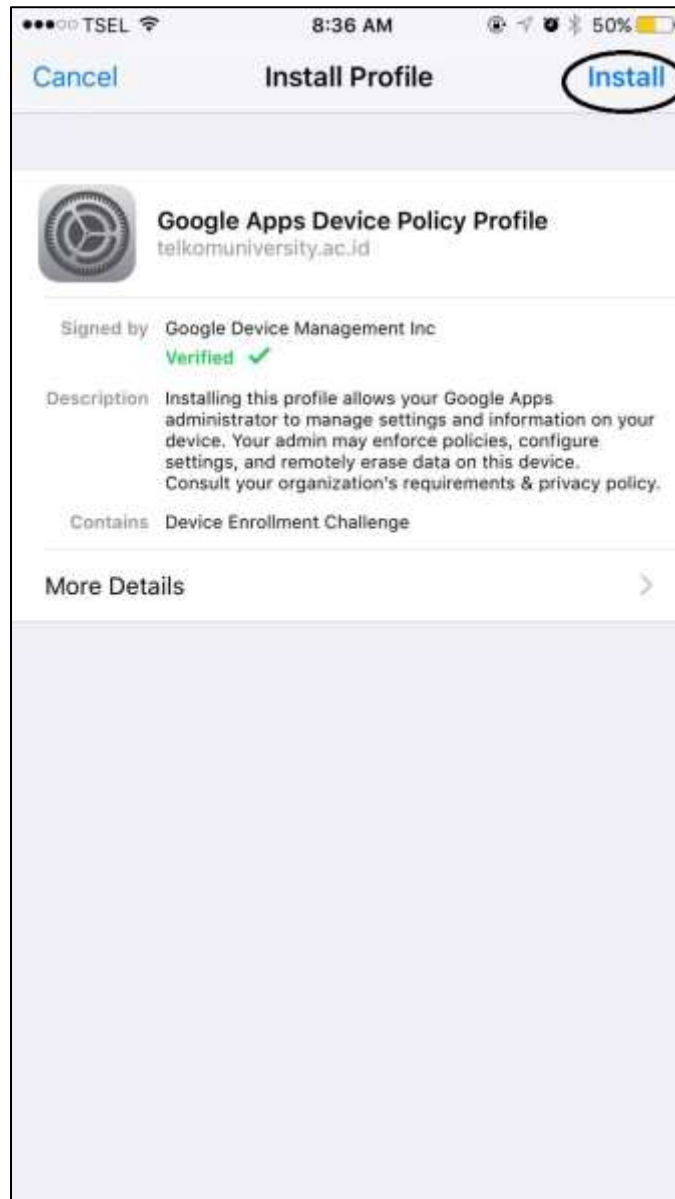 TSEL 8:36 AM 50%
Cancel Install Profile Install
Google Apps Device Policy Profile
telkomuniversity.ac.id
Signed by Google Device Management Inc
Verified ✓
Description Installing this profile allows your Google Apps
administrator to manage settings and information on your
device. Your admin may enforce policies, configure
settings, and remotely erase data on this device.
Consult your organization's requirements & privacy policy.
Contains Device Enrollment Challenge
More Details